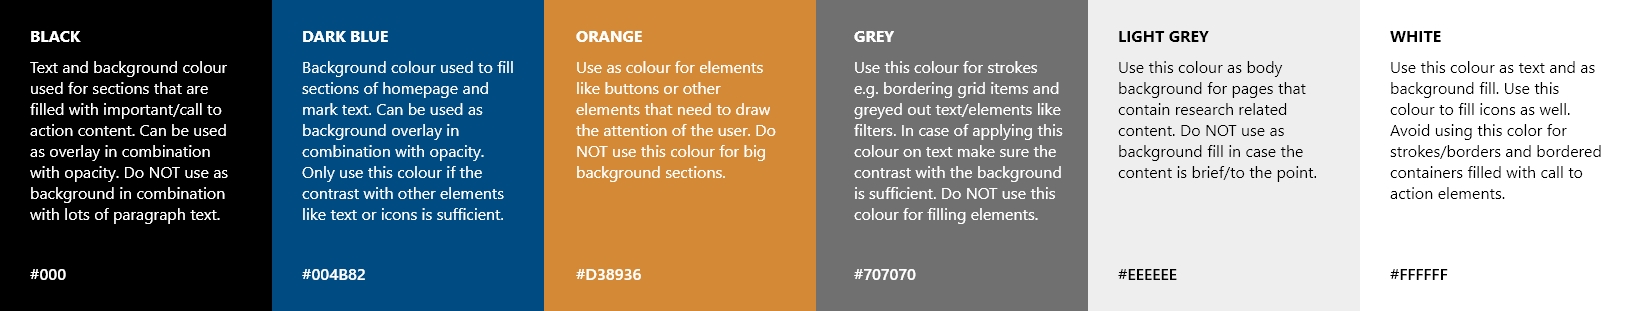 BLACK
Text and background colour
used for sections that are
filled with important/call to
action content. Can be used
as overlay in combination
with opacity. Do NOT use as
background in combination
with lots of paragraph text.
#000
DARK BLUE
Background colour used to fill
sections of homepage and
mark text. Can be used as
background overlay in
combination with opacity.
Only use this colour if the
contrast with other elements
like text or icons is sufficient.
#004B82
ORANGE
Use as colour for elements
like buttons or other
elements that need to draw
the attention of the user. Do
NOT use this colour for big
background sections.
#D38936
GREY
Use this colour for strokes
e.g. bordering grid items and
greyed out text/elements like
filters. In case of applying this
colour on text make sure the
contrast with the background
is sufficient. Do NOT use this
colour for filling elements.
#707070
LIGHT GREY
Use this colour as body
background for pages that
contain research related
content. Do NOT use as
background fill in case the
content is brief/to the point.
#EEEEEE
WHITE
Use this colour as text and as
background fill. Use this
colour to fill icons as well.
Avoid using this color for
strokes/borders and bordered
containers filled with call to
action elements.
#FFFFFF